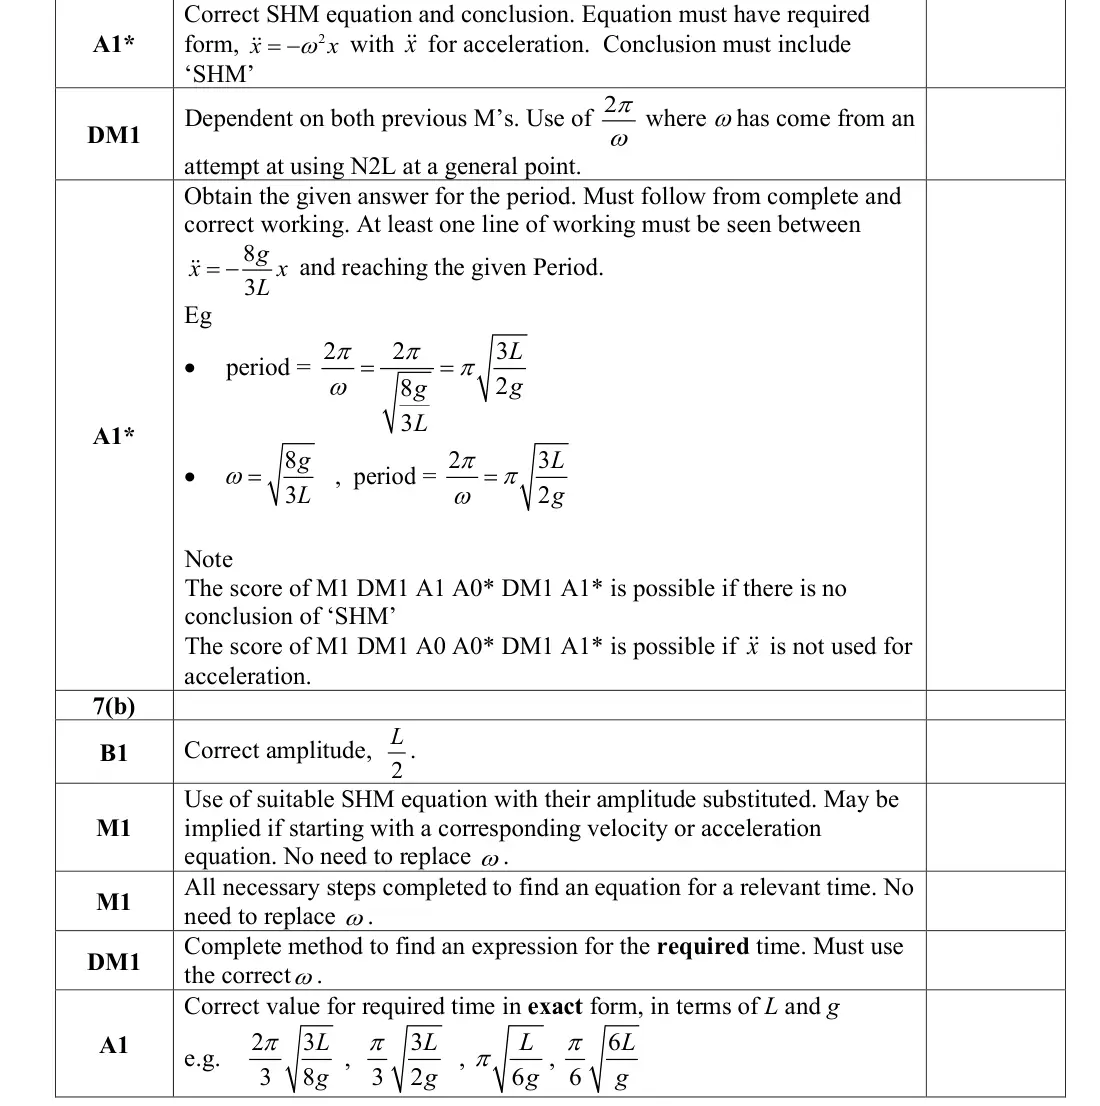 Correct SHM equation and conclusion. Equation must have required
A1* form, ẍ = −ω²x with ẍ for acceleration. Conclusion must include
‘SHM’
DM1 Dependent on both previous M’s. Use of 2π/ω where ω has come from an
attempt at using N2L at a general point.
Obtain the given answer for the period. Must follow from complete and
correct working. At least one line of working must be seen between
ẍ = −(8g/3L)x and reaching the given Period.
Eg
• period = 2π/ω = 2π/√(8g/3L) = π√(3L/2g)
A1*
• ω = √(8g/3L) , period = 2π/ω = π√(3L/2g)
Note
The score of M1 DM1 A1 A0* DM1 A1* is possible if there is no
conclusion of ‘SHM’
The score of M1 DM1 A0 A0* DM1 A1* is possible if ẍ is not used for
acceleration.
7(b)
B1 Correct amplitude, L/2.
Use of suitable SHM equation with their amplitude substituted. May be
M1 implied if starting with a corresponding velocity or acceleration
equation. No need to replace ω.
M1 All necessary steps completed to find an equation for a relevant time. No
need to replace ω.
DM1 Complete method to find an expression for the required time. Must use
the correct ω.
Correct value for required time in exact form, in terms of L and g
A1 e.g. (2π/3)√(3L/8g) , (π/3)√(3L/2g) , π√(L/6g) , (π/6)√(6L/g)